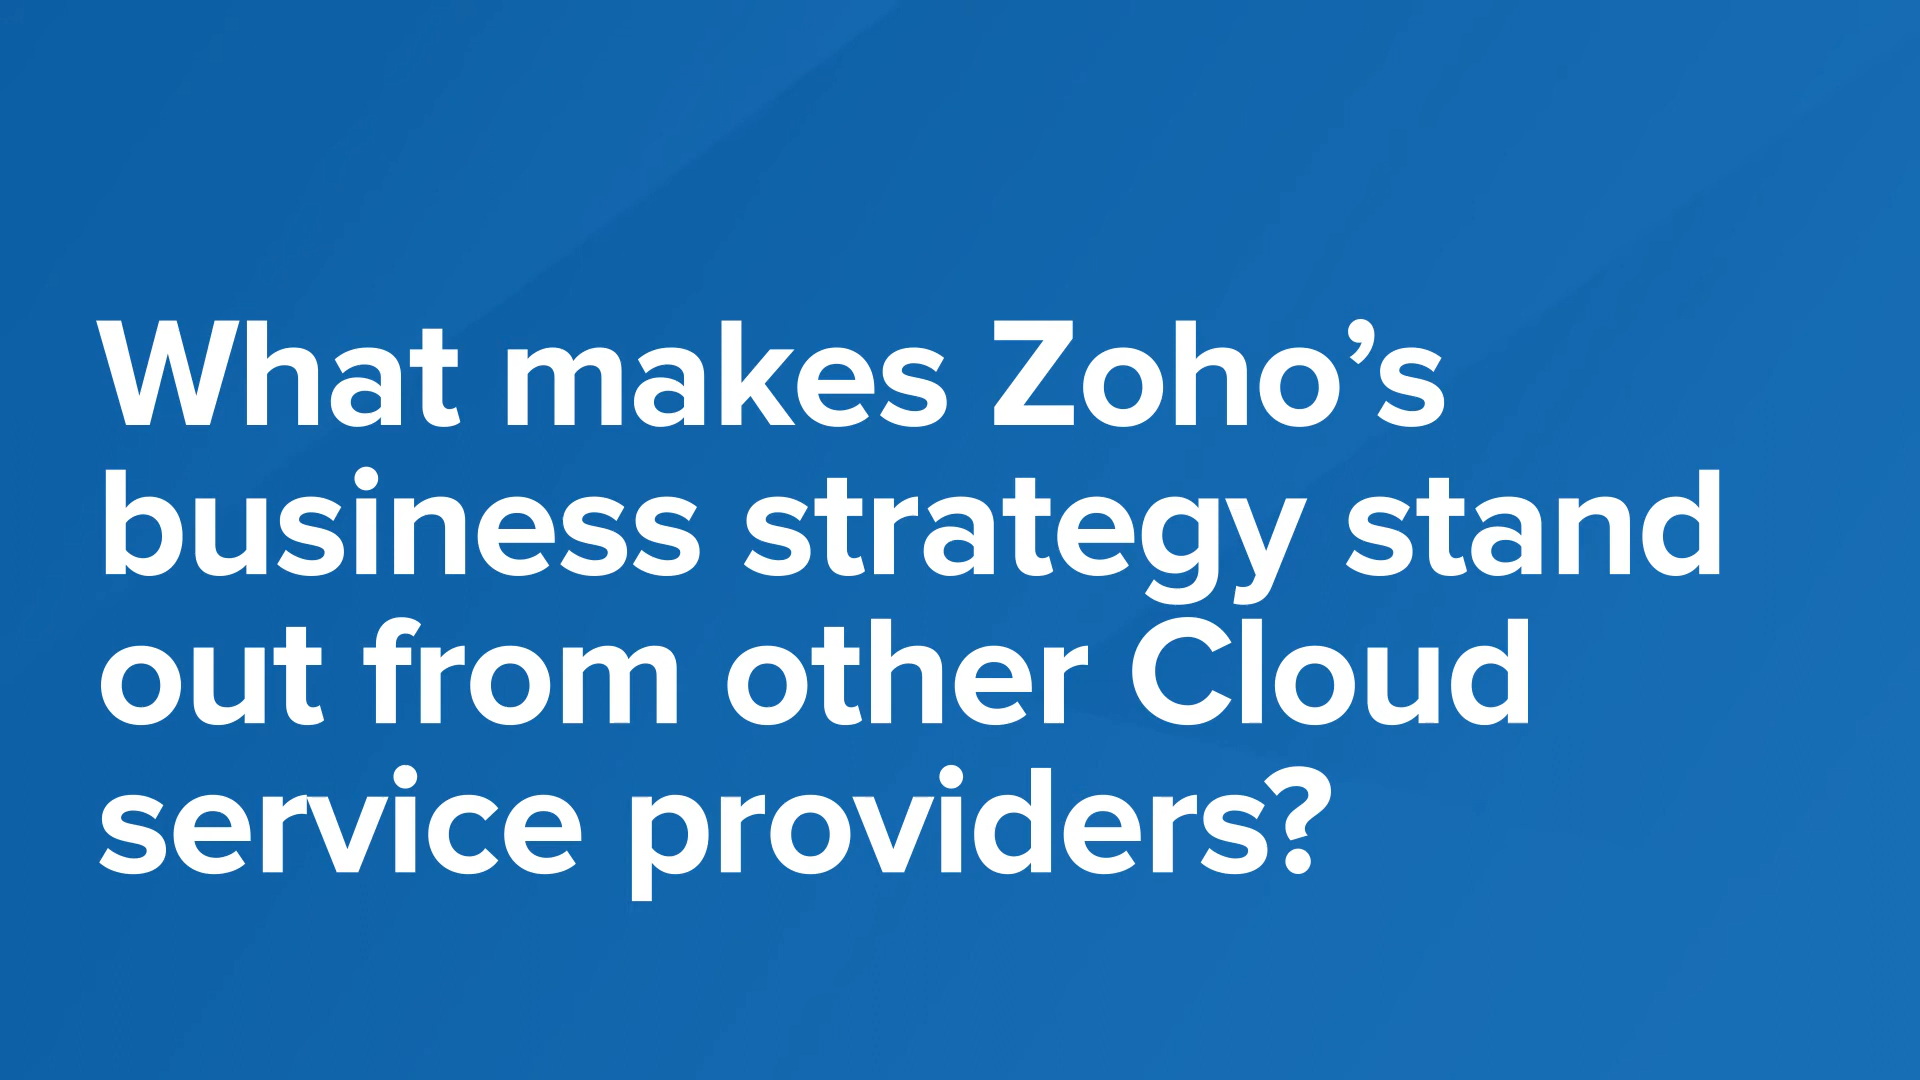 What makes Zoho’s
business strategy stand
out from other Cloud
service providers?